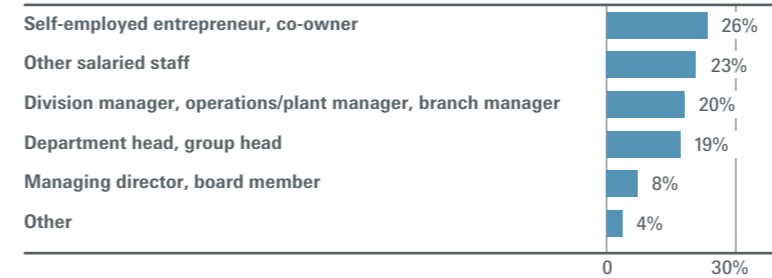 Self-employed entrepreneur, co-owner 26%
Other salaried staff 23%
Division manager, operations/plant manager, branch manager 20%
Department head, group head 19%
Managing director, board member 8%
Other 4%
0 30%